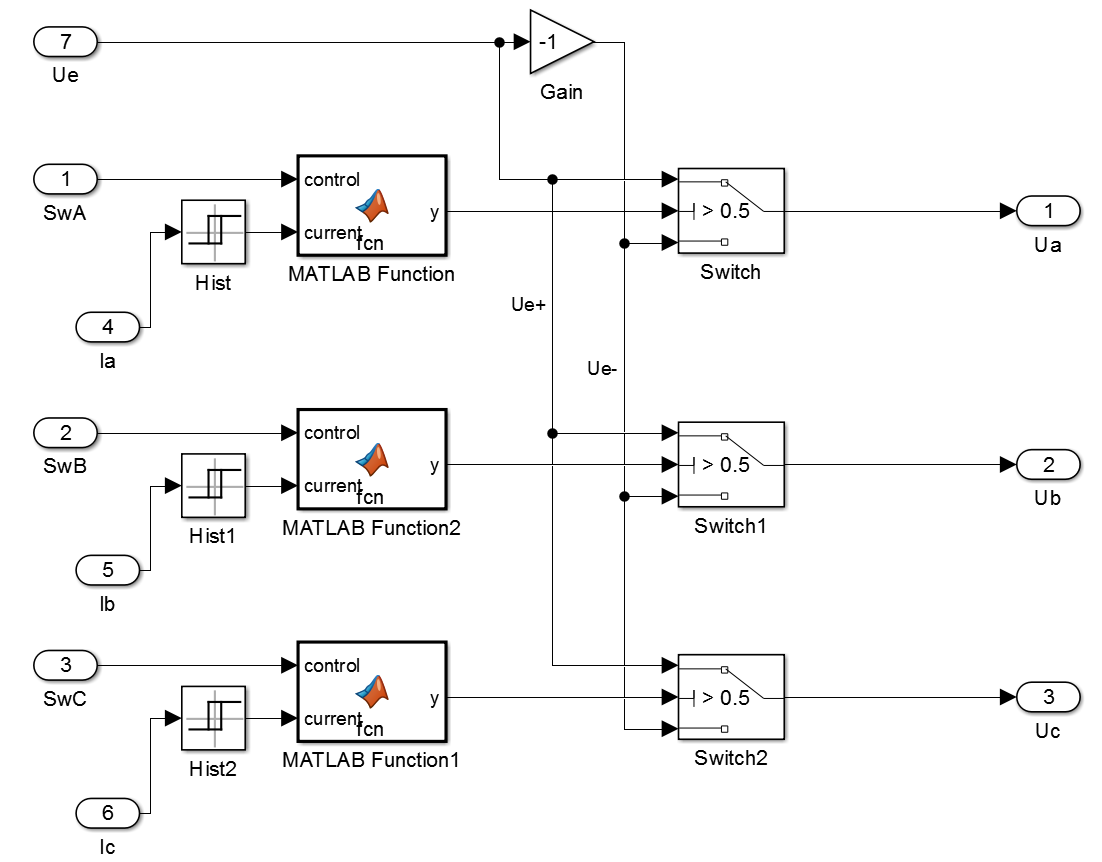 7
Ue
-1
Gain
1
SwA
control
current
y
fcn
MATLAB Function
Hist
4
Ia
> 0.5
Switch
1
Ua
Ue+
Ue-
2
SwB
control
current
y
fcn
MATLAB Function2
Hist1
5
Ib
> 0.5
Switch1
2
Ub
3
SwC
control
current
y
fcn
MATLAB Function1
Hist2
6
Ic
> 0.5
Switch2
3
Uc